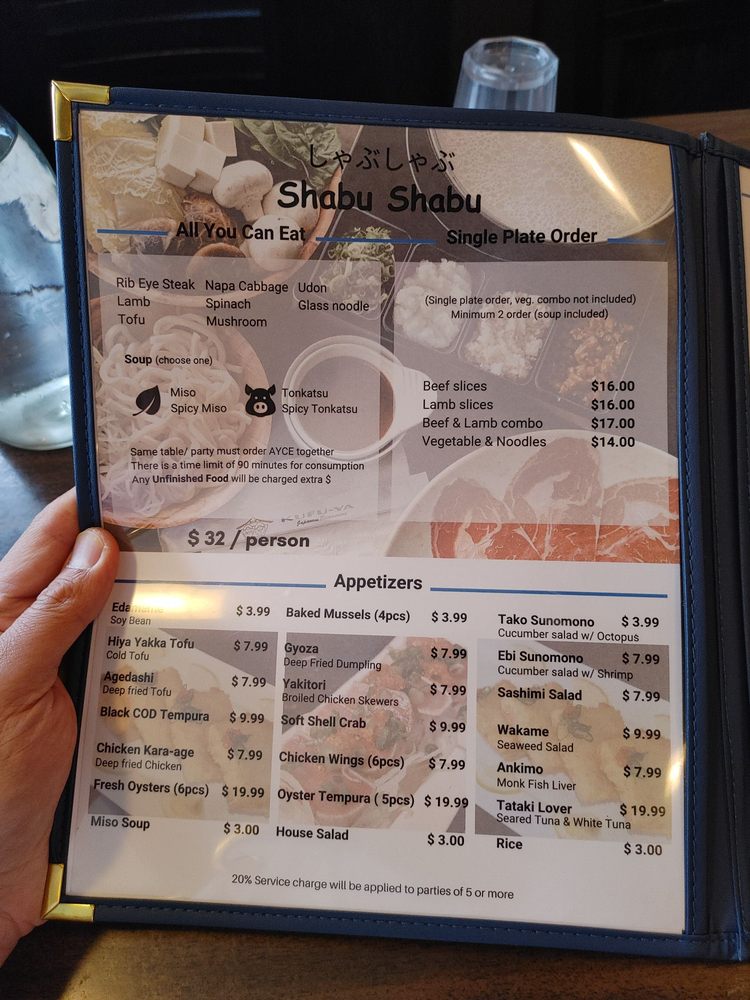 しゃぶしゃぶ
Shabu Shabu
All You Can Eat
Rib Eye Steak Napa Cabbage Udon
Lamb Spinach Glass noodle
Tofu Mushroom
Soup (choose one)
Miso Tonkatsu
Spicy Miso Spicy Tonkatsu
Same table/ party must order AYCE together
There is a time limit of 90 minutes for consumption
Any Unfinished Food will be charged extra $
$ 32 / person
Single Plate Order
(Single plate order, veg. combo not included)
Minimum 2 order (soup included)
Beef slices $16.00
Lamb slices $16.00
Beef & Lamb combo $17.00
Vegetable & Noodles $14.00
Appetizers
Edamame $ 3.99
Soy Bean
Hiya Yakka Tofu $ 7.99
Cold Tofu
Agedashi $ 7.99
Deep fried Tofu
Black COD Tempura $ 9.99
Chicken Kara-age $ 7.99
Deep fried Chicken
Fresh Oysters (6pcs) $ 19.99
Miso Soup $ 3.00
Baked Mussels (4pcs) $ 3.99
Gyoza $ 7.99
Deep Fried Dumpling
Yakitori $ 7.99
Broiled Chicken Skewers
Soft Shell Crab $ 9.99
Chicken Wings (6pcs) $ 7.99
Oyster Tempura ( 5pcs) $ 19.99
House Salad $ 3.00
Tako Sunomono $ 3.99
Cucumber salad w/ Octopus
Ebi Sunomono $ 7.99
Cucumber salad w/ Shrimp
Sashimi Salad $ 7.99
Wakame $ 9.99
Seaweed Salad
Ankimo $ 7.99
Monk Fish Liver
Tataki Lover $ 19.99
Seared Tuna & White Tuna
Rice $ 3.00
20% Service charge will be applied to parties of 5 or more